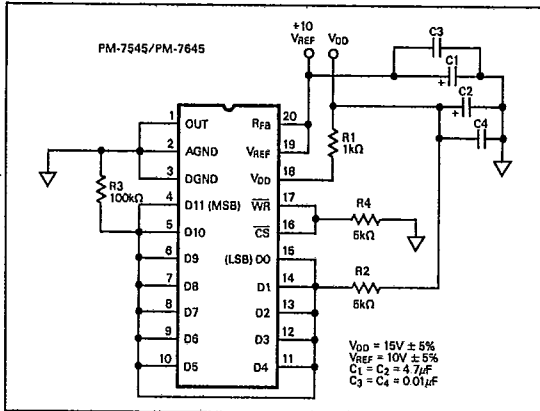 PM-7545/PM-7645
+10
VREF
VDD
C3
C1
+
C2
+
C4
R1
1kΩ
1 OUT
2 AGND
3 DGND
4 D11 (MSB)
5 D10
6 D9
7 D8
8 D7
9 D6
10 D5
RFB 20
VREF 19
VDD 18
WR 17
CS 16
(LSB) D0 15
D1 14
D2 13
D3 12
D4 11
R3
100kΩ
R4
5kΩ
R2
5kΩ
VDD = 15V ± 5%
VREF = 10V ± 5%
C1 = C2 = 4.7µF
C3 = C4 = 0.01µF